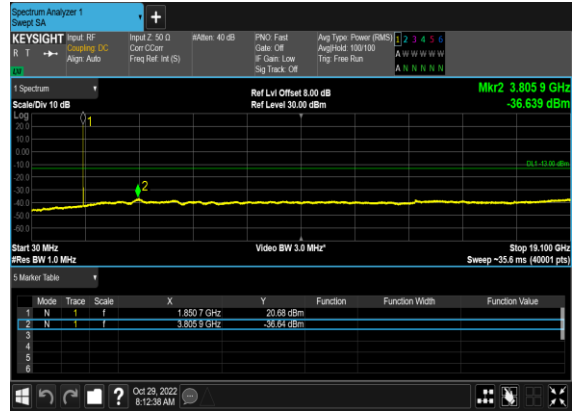 Spectrum Analyzer 1
Swept SA
+
KEYSIGHT Input: RF Input Z: 50 Ω #Atten: 40 dB PNO: Fast Avg Type: Power (RMS) 1 2 3 4 5 6
R T Coupling: DC Corr CCorr Gate: Off Avg|Hold: 100/100 A W W W W W
Align: Auto Freq Ref: Int (S) IF Gain: Low Trig: Free Run
Sig Track: Off A N N N N N
1 Spectrum Ref Lvl Offset 8.00 dB Mkr2 3.805 9 GHz
Scale/Div 10 dB Ref Level 30.00 dBm -36.639 dBm
Log
1
20.0
10.0
0.00
-10.0
DL1 -13.00 dBm
-20.0
-30.0
2
-40.0
-50.0
-60.0
Start 30 MHz Video BW 3.0 MHz* Stop 19.100 GHz
#Res BW 1.0 MHz Sweep ~35.6 ms (40001 pts)
5 Marker Table
Mode Trace Scale X Y Function Function Width Function Value
1 N 1 f 1.850 7 GHz 20.68 dBm
2 N 1 f 3.805 9 GHz -36.64 dBm
3
4
5
6
? Oct 29, 2022
8:12:38 AM